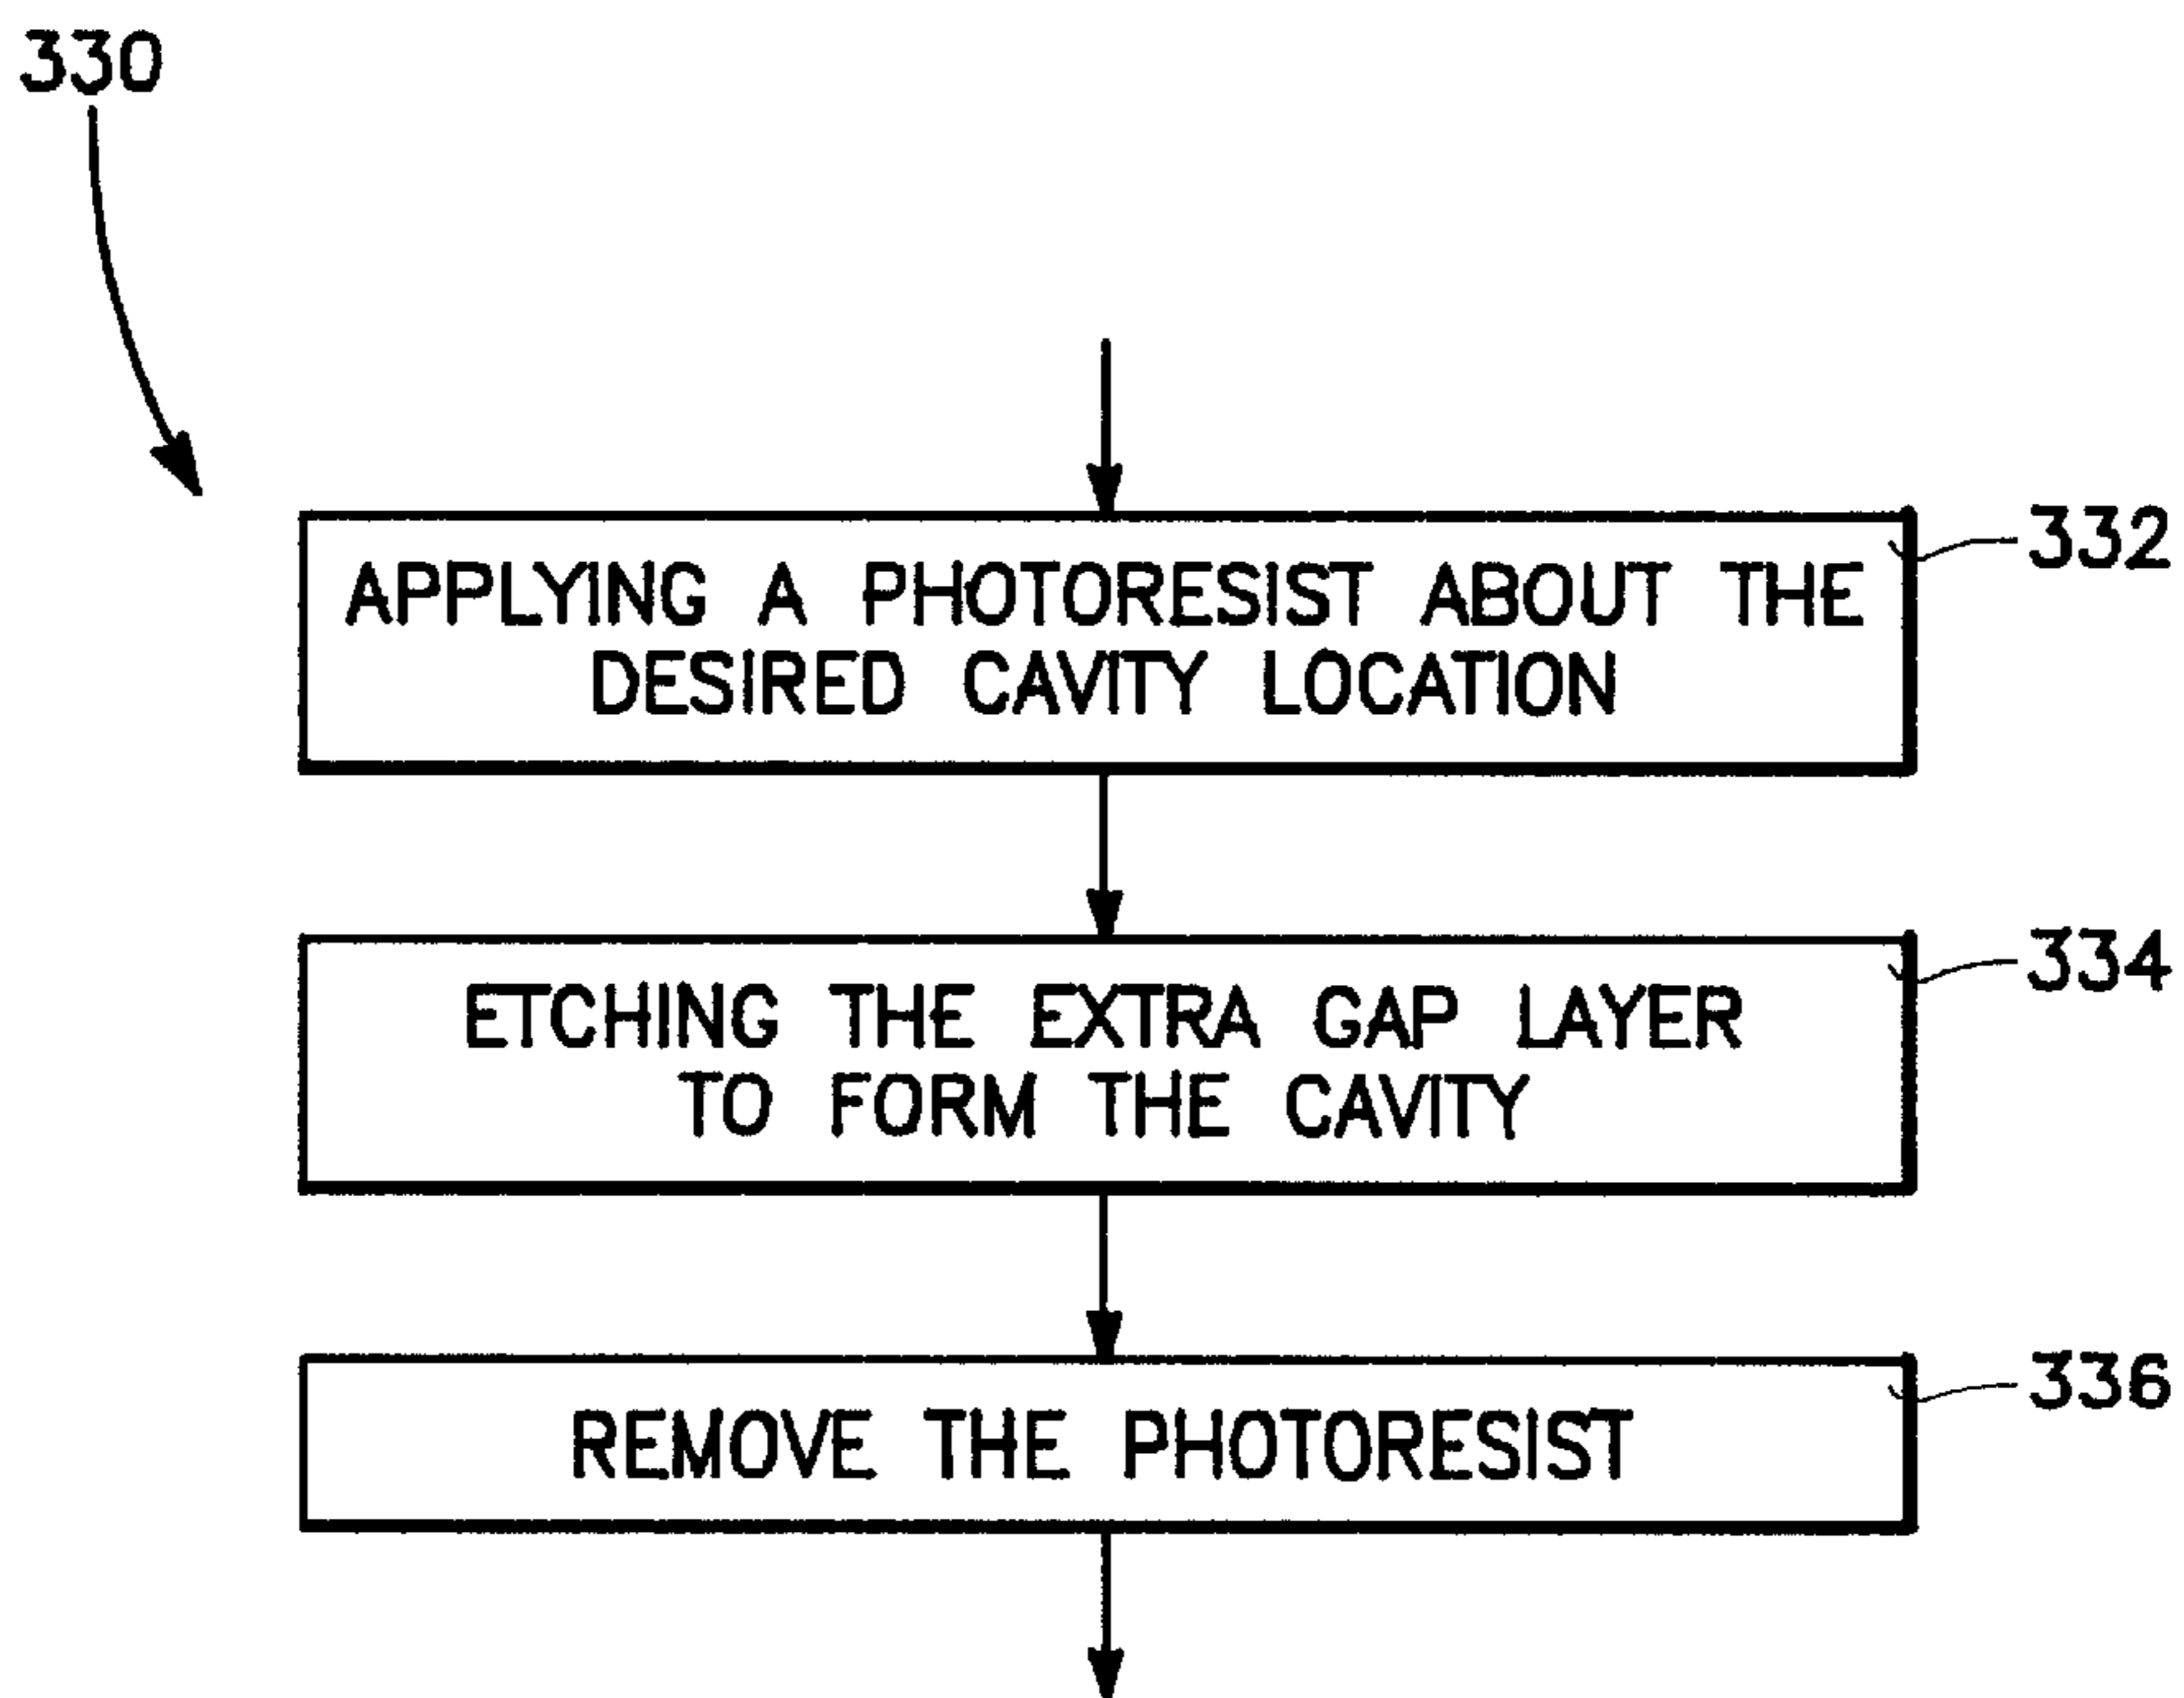 330
APPLYING A PHOTORESIST ABOUT THE
DESIRED CAVITY LOCATION
332
ETCHING THE EXTRA GAP LAYER
TO FORM THE CAVITY
334
REMOVE THE PHOTORESIST
336